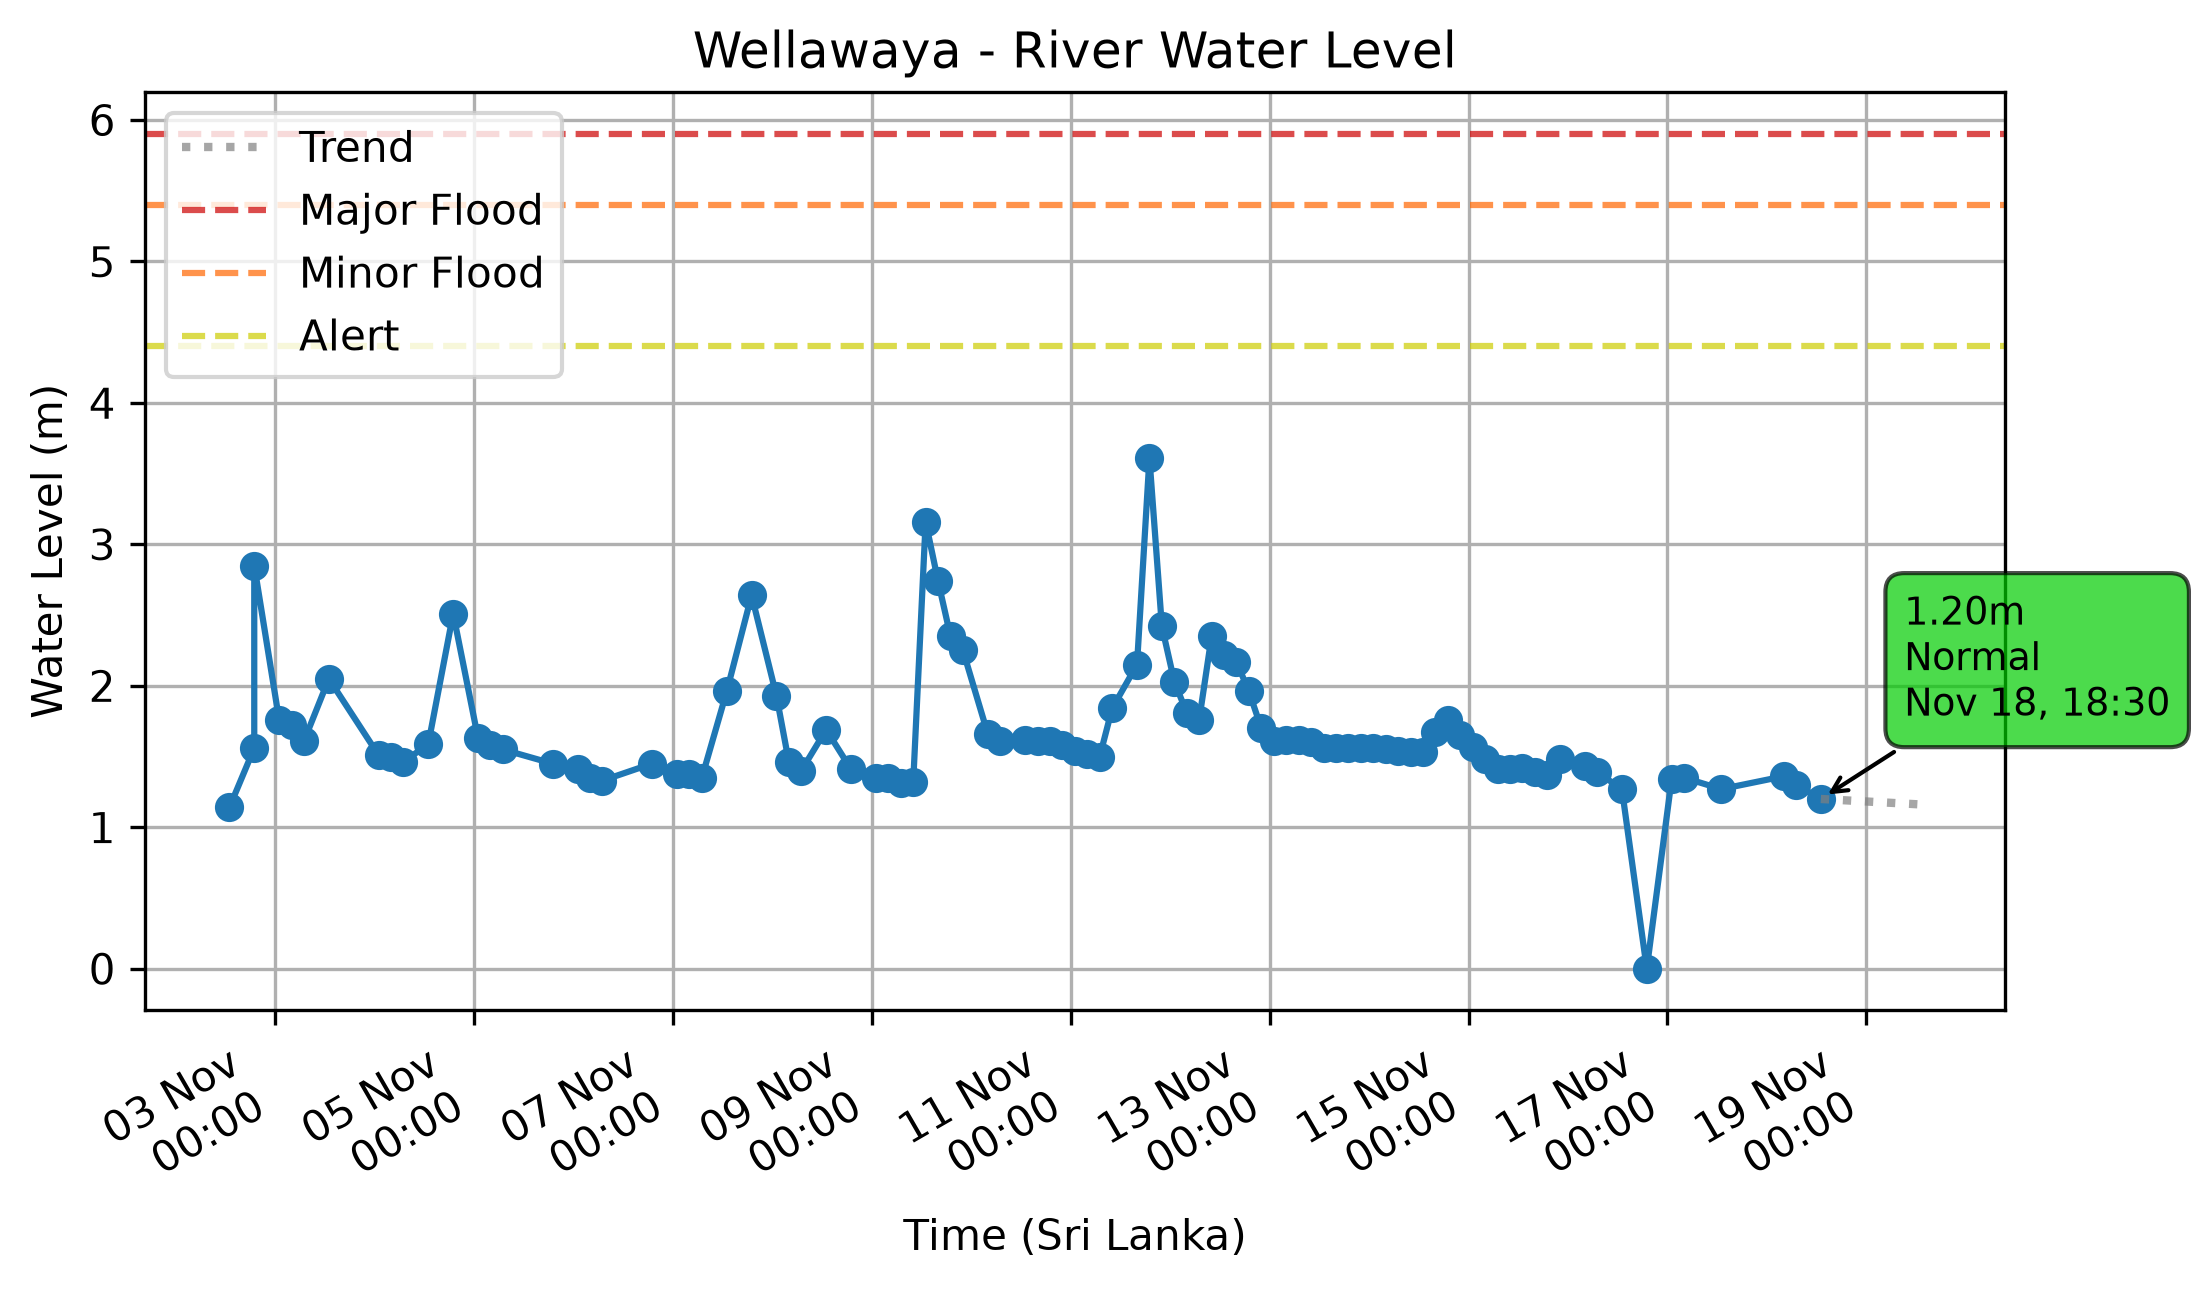 Wellawaya - River Water Level
6
5
4
3
2
1
0
Water Level (m)
Trend
Major Flood
Minor Flood
Alert
1.20m
Normal
Nov 18, 18:30
03 Nov
00:00
05 Nov
00:00
07 Nov
00:00
09 Nov
00:00
11 Nov
00:00
13 Nov
00:00
15 Nov
00:00
17 Nov
00:00
19 Nov
00:00
Time (Sri Lanka)